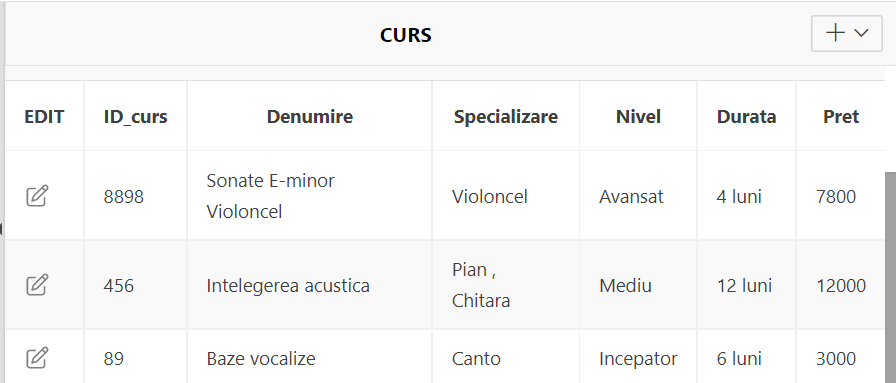 CURS
EDIT ID_curs Denumire Specializare Nivel Durata Pret
8898 Sonate E-minor Violoncel Violoncel Avansat 4 luni 7800
456 Intelegerea acustica Pian , Chitara Mediu 12 luni 12000
89 Baze vocalize Canto Incepator 6 luni 3000